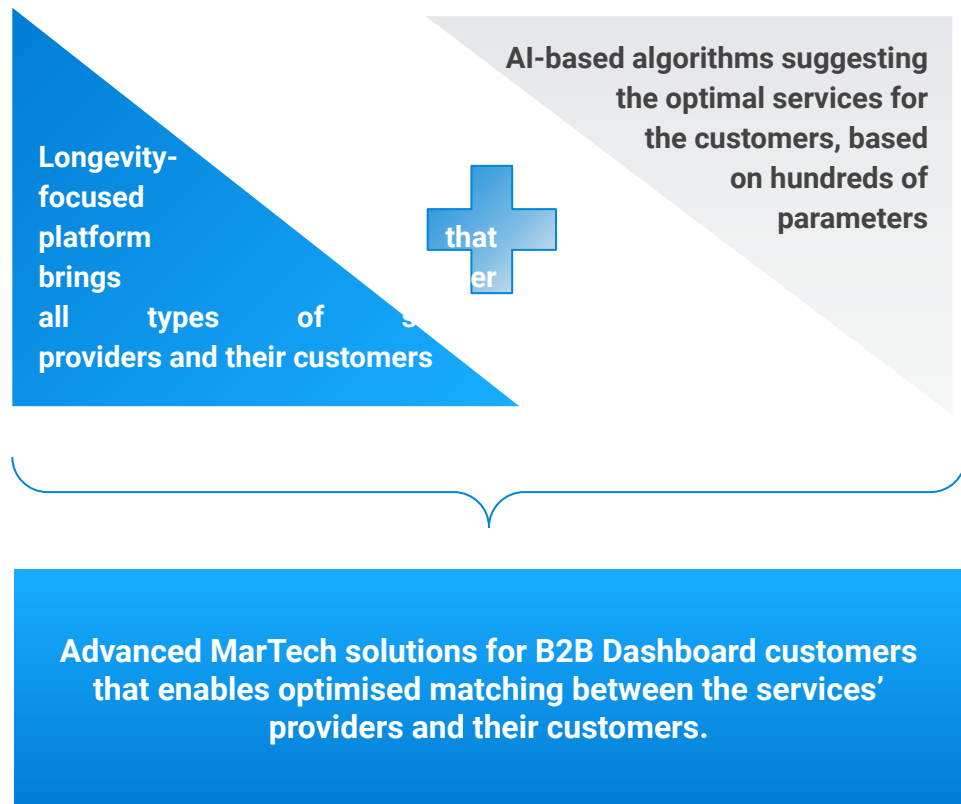 Longevity-
focused
platform that
brings er
all types of s
providers and their customers
AI-based algorithms suggesting
the optimal services for
the customers, based
on hundreds of
parameters
Advanced MarTech solutions for B2B Dashboard customers
that enables optimised matching between the services’
providers and their customers.